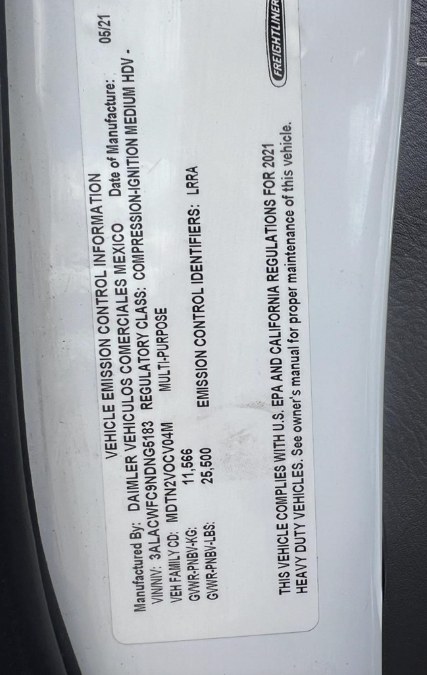 VEHICLE EMISSION CONTROL INFORMATION
Manufactured By: DAIMLER VEHICULOS COMERCIALES MEXICO Date of Manufacture: 05/21
VIN/NIV: 3ALACWFC9NDNG5183 REGULATORY CLASS: COMPRESSION-IGNITION MEDIUM HDV -
VEH FAMILY CD: MDTN2VOCV04M MULTI-PURPOSE
GVWR-PNBV-KG: 11,566
GVWR-PNBV-LBS: 25,500 EMISSION CONTROL IDENTIFIERS: LRRA
THIS VEHICLE COMPLIES WITH U.S. EPA AND CALIFORNIA REGULATIONS FOR 2021
HEAVY DUTY VEHICLES. See owner's manual for proper maintenance of this vehicle.
FREIGHTLINER